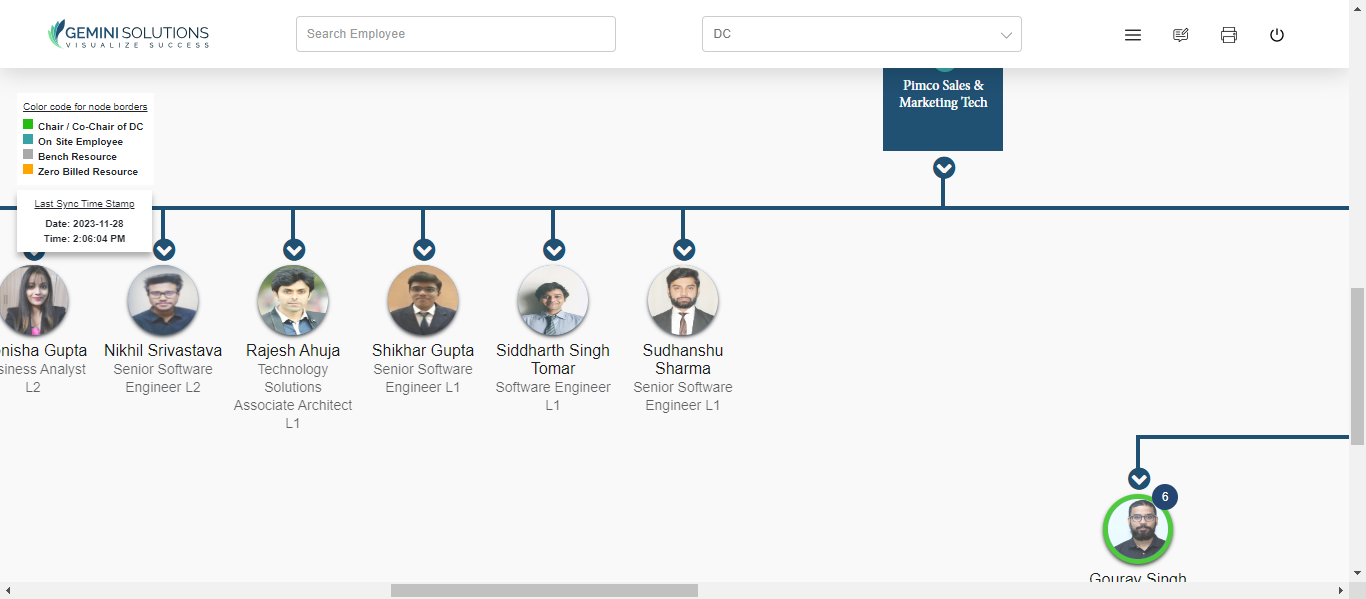 GEMINI SOLUTIONS
VISUALIZE SUCCESS
Search Employee
DC
Pimco Sales &
Marketing Tech
Color code for node borders
Chair / Co-Chair of DC
On Site Employee
Bench Resource
Zero Billed Resource
Last Sync Time Stamp
Date: 2023-11-28
Time: 2:06:04 PM
nisha Gupta
siness Analyst
L2
Nikhil Srivastava
Senior Software
Engineer L2
Rajesh Ahuja
Technology
Solutions
Associate Architect
L1
Shikhar Gupta
Senior Software
Engineer L1
Siddharth Singh
Tomar
Software Engineer
L1
Sudhanshu
Sharma
Senior Software
Engineer L1
6
Gourav Singh